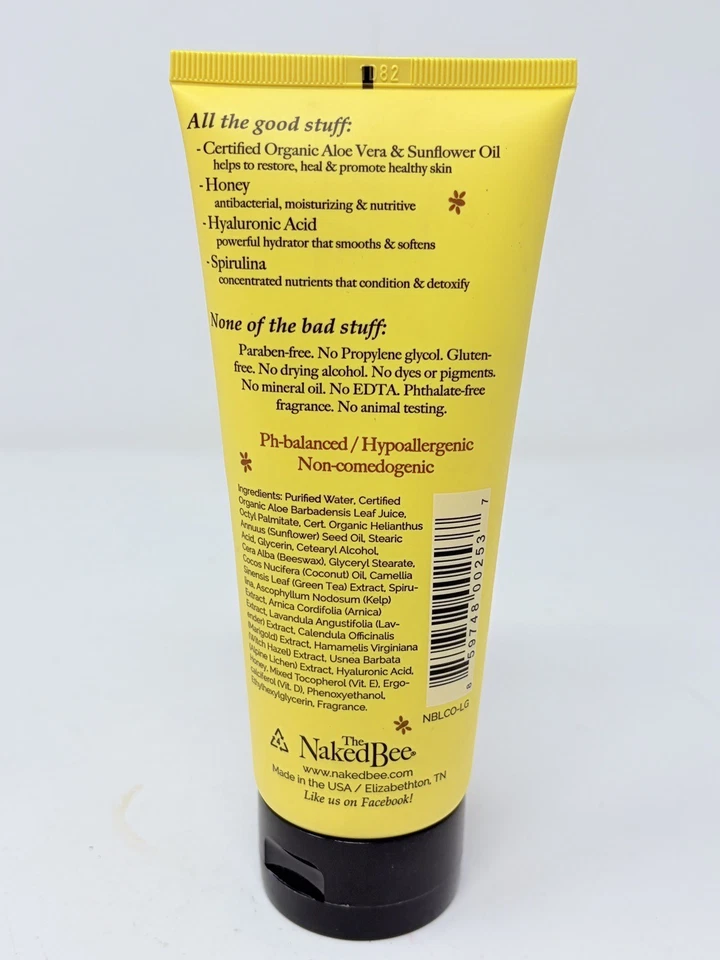 1082
All the good stuff:
-Certified Organic Aloe Vera & Sunflower Oil
helps to restore, heal & promote healthy skin
-Honey
antibacterial, moisturizing & nutritive
-Hyaluronic Acid
powerful hydrator that smooths & softens
-Spirulina
concentrated nutrients that condition & detoxify
None of the bad stuff:
Paraben-free. No Propylene glycol. Gluten-
free. No drying alcohol. No dyes or pigments.
No mineral oil. No EDTA. Phthalate-free
fragrance. No animal testing.
Ph-balanced / Hypoallergenic
Non-comedogenic
Ingredients: Purified Water, Certified
Organic Aloe Barbadensis Leaf Juice,
Octyl Palmitate, Cert. Organic Helianthus
Annuus (Sunflower) Seed Oil, Stearic
Acid, Glycerin, Cetearyl Alcohol,
Cera Alba (Beeswax), Glyceryl Stearate,
Cocos Nucifera (Coconut) Oil, Camellia
Sinensis Leaf (Green Tea) Extract, Spiru-
lina, Ascophyllum Nodosum (Kelp)
Extract, Arnica Cordifolia (Arnica)
Extract, Lavandula Angustifolia (Lav-
ender) Extract, Calendula Officinalis
(Marigold) Extract, Hamamelis Virginiana
(Witch Hazel) Extract, Usnea Barbata
(Alpine Lichen) Extract, Hyaluronic Acid,
Honey, Mixed Tocopherol (Vit. E), Ergo-
calciferol (Vit. D), Phenoxyethanol,
Ethylhexylglycerin, Fragrance.
8 59748 00253 7
NBLCO-LG
4
The
NakedBee®
www.nakedbee.com
Made in the USA / Elizabethton, TN
Like us on Facebook!